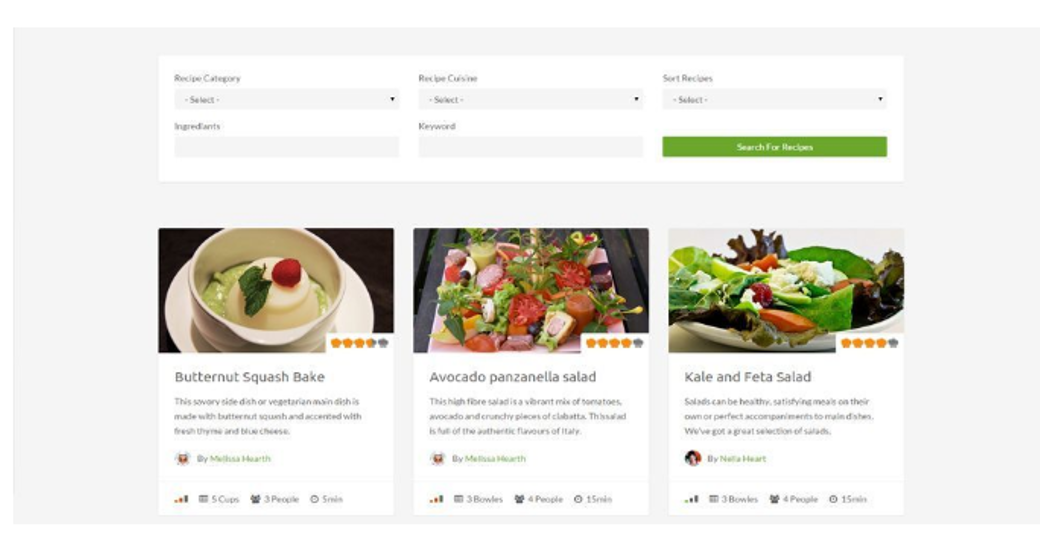 Recipe Category Recipe Cuisine Sort Recipes
- Select - - Select - - Select -
Ingrediants Keyword
Search For Recipes
Butternut Squash Bake
This savory side dish or vegetarian main dish is
made with butternut squash and accented with
fresh thyme and blue cheese.
By Melissa Hearth
5 Cups 3 People 5min
Avocado panzanella salad
This high fibre salad is a vibrant mix of tomatoes,
avocado and crunchy pieces of ciabatta. This salad
is full of the authentic flavours of Italy.
By Melissa Hearth
3 Bowles 4 People 15min
Kale and Feta Salad
Salads can be healthy, satisfying meals on their
own or perfect accompaniments to main dishes.
We've got a great selection of salads.
By Nella Heart
3 Bowles 4 People 15min